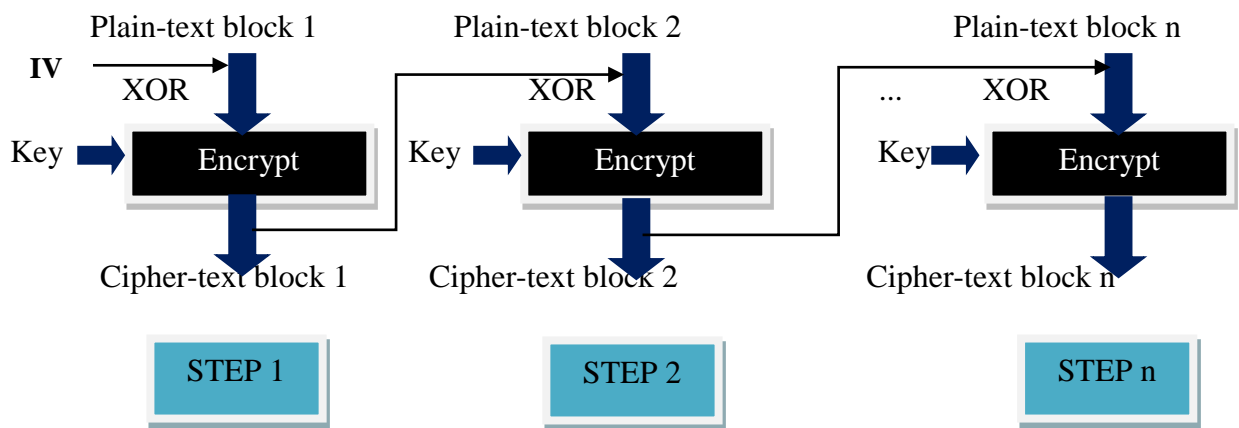 Plain-text block 1 Plain-text block 2 Plain-text block n
IV
XOR XOR ... XOR
Key Encrypt Key Encrypt Key Encrypt
Cipher-text block 1 Cipher-text block 2 Cipher-text block n
STEP 1 STEP 2 STEP n